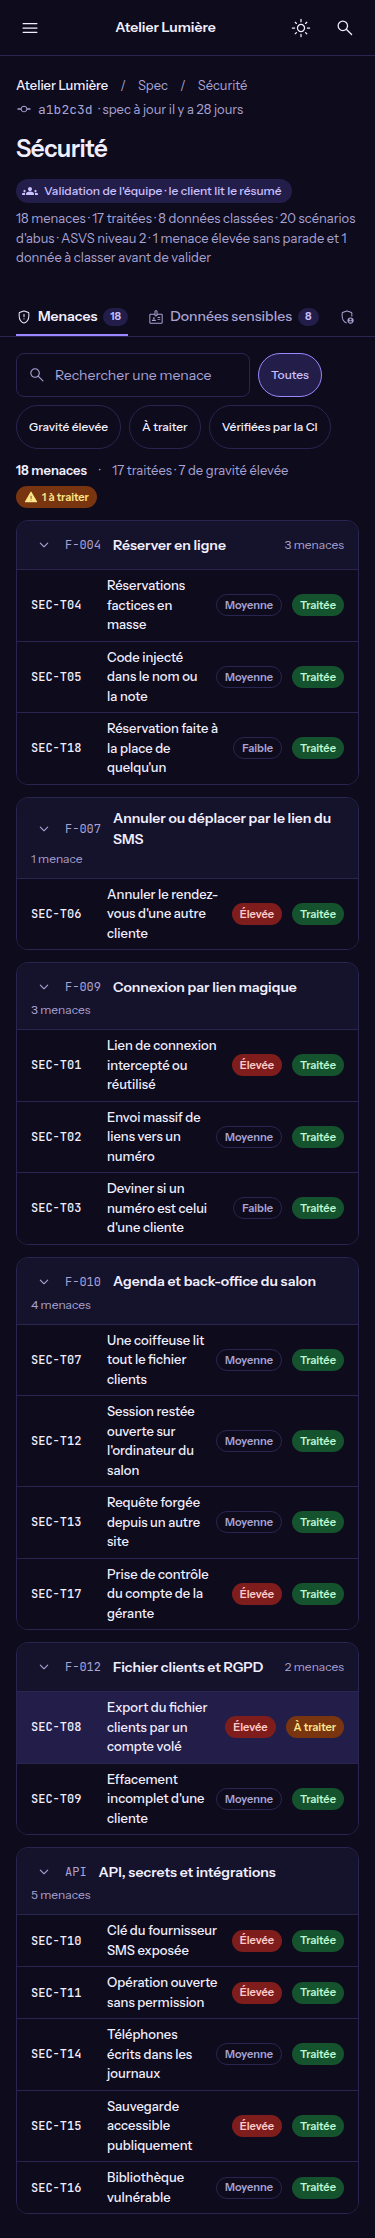 Atelier Lumière
Atelier Lumière / Spec / Sécurité
a1b2c3d · spec à jour il y a 28 jours
Sécurité
Validation de l'équipe · le client lit le résumé
18 menaces · 17 traitées · 8 données classées · 20 scénarios
d'abus · ASVS niveau 2 · 1 menace élevée sans parade et 1
donnée à classer avant de valider
Menaces 18 Données sensibles 8
Rechercher une menace Toutes
Gravité élevée À traiter Vérifiées par la CI
18 menaces · 17 traitées · 7 de gravité élevée
1 à traiter
F-004 Réserver en ligne 3 menaces
SEC-T04 Réservations
factices en
masse Moyenne Traitée
SEC-T05 Code injecté
dans le nom ou
la note Moyenne Traitée
SEC-T18 Réservation faite à
la place de
quelqu'un Faible Traitée
F-007 Annuler ou déplacer par le lien du
SMS
1 menace
SEC-T06 Annuler le rendez-
vous d'une autre
cliente Élevée Traitée
F-009 Connexion par lien magique
3 menaces
SEC-T01 Lien de connexion
intercepté ou
réutilisé Élevée Traitée
SEC-T02 Envoi massif de
liens vers un
numéro Moyenne Traitée
SEC-T03 Deviner si un
numéro est celui
d'une cliente Faible Traitée
F-010 Agenda et back-office du salon
4 menaces
SEC-T07 Une coiffeuse lit
tout le fichier
clients Moyenne Traitée
SEC-T12 Session restée
ouverte sur
l'ordinateur du
salon Moyenne Traitée
SEC-T13 Requête forgée
depuis un autre
site Moyenne Traitée
SEC-T17 Prise de contrôle
du compte de la
gérante Élevée Traitée
F-012 Fichier clients et RGPD 2 menaces
SEC-T08 Export du fichier
clients par un
compte volé Élevée À traiter
SEC-T09 Effacement
incomplet d'une
cliente Moyenne Traitée
API API, secrets et intégrations
5 menaces
SEC-T10 Clé du fournisseur
SMS exposée Élevée Traitée
SEC-T11 Opération ouverte
sans permission Élevée Traitée
SEC-T14 Téléphones
écrits dans les
journaux Moyenne Traitée
SEC-T15 Sauvegarde
accessible
publiquement Élevée Traitée
SEC-T16 Bibliothèque
vulnérable Moyenne Traitée